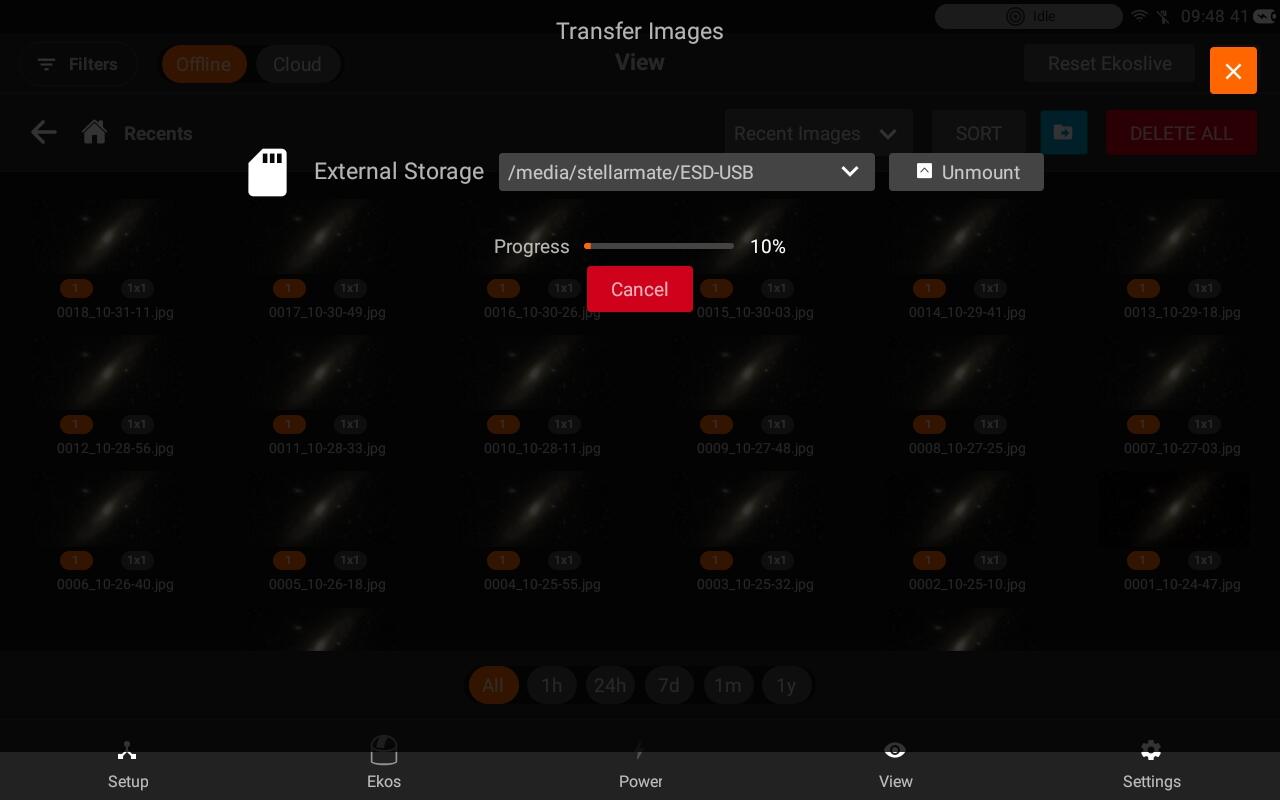 Transfer Images
Idle
09:48 41
Filters
Offline
Cloud
View
Reset Ekoslive
Recents
Recent Images
SORT
DELETE ALL
External Storage
/media/stellarmate/ESD-USB
Unmount
Progress
10%
Cancel
1 1x1 1 1x1 1 1x1 1 1x1 1 1x1 1 1x1
0018_10-31-11.jpg 0017_10-30-49.jpg 0016_10-30-26.jpg 0015_10-30-03.jpg 0014_10-29-41.jpg 0013_10-29-18.jpg
1 1x1 1 1x1 1 1x1 1 1x1 1 1x1 1 1x1
0012_10-28-56.jpg 0011_10-28-33.jpg 0010_10-28-11.jpg 0009_10-27-48.jpg 0008_10-27-25.jpg 0007_10-27-03.jpg
1 1x1 1 1x1 1 1x1 1 1x1 1 1x1 1 1x1
0006_10-26-40.jpg 0005_10-26-18.jpg 0004_10-25-55.jpg 0003_10-25-32.jpg 0002_10-25-10.jpg 0001_10-24-47.jpg
All 1h 24h 7d 1m 1y
Setup Ekos Power View Settings